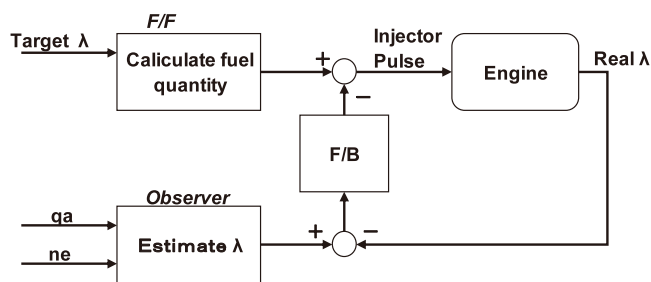 F/F
Target λ
Caliculate fuel
quantity
+
−
Injector
Pulse
Engine
Real λ
F/B
Observer
qa
ne
Estimate λ
+
−